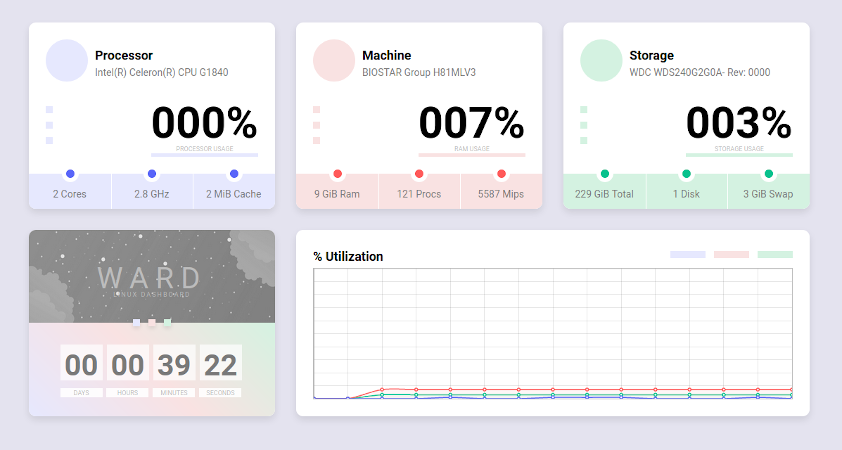 Processor
Intel(R) Celeron(R) CPU G1840
000%
PROCESSOR USAGE
2 Cores
2.8 GHz
2 MiB Cache
Machine
BIOSTAR Group H81MLV3
007%
RAM USAGE
9 GiB Ram
121 Procs
5587 Mips
Storage
WDC WDS240G2G0A- Rev: 0000
003%
STORAGE USAGE
229 GiB Total
1 Disk
3 GiB Swap
WARD
LINUX DASHBOARD
00 00 39 22
DAYS HOURS MINUTES SECONDS
% Utilization